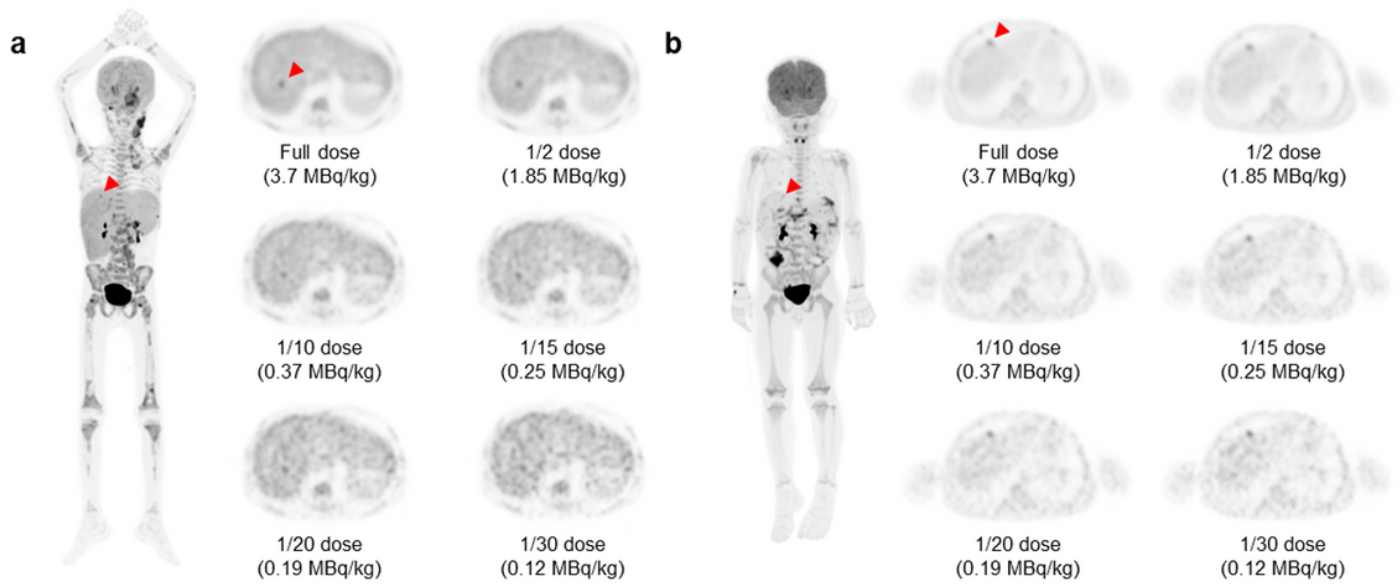 a
Full dose
(3.7 MBq/kg)
1/2 dose
(1.85 MBq/kg)
1/10 dose
(0.37 MBq/kg)
1/15 dose
(0.25 MBq/kg)
1/20 dose
(0.19 MBq/kg)
1/30 dose
(0.12 MBq/kg)
b
Full dose
(3.7 MBq/kg)
1/2 dose
(1.85 MBq/kg)
1/10 dose
(0.37 MBq/kg)
1/15 dose
(0.25 MBq/kg)
1/20 dose
(0.19 MBq/kg)
1/30 dose
(0.12 MBq/kg)